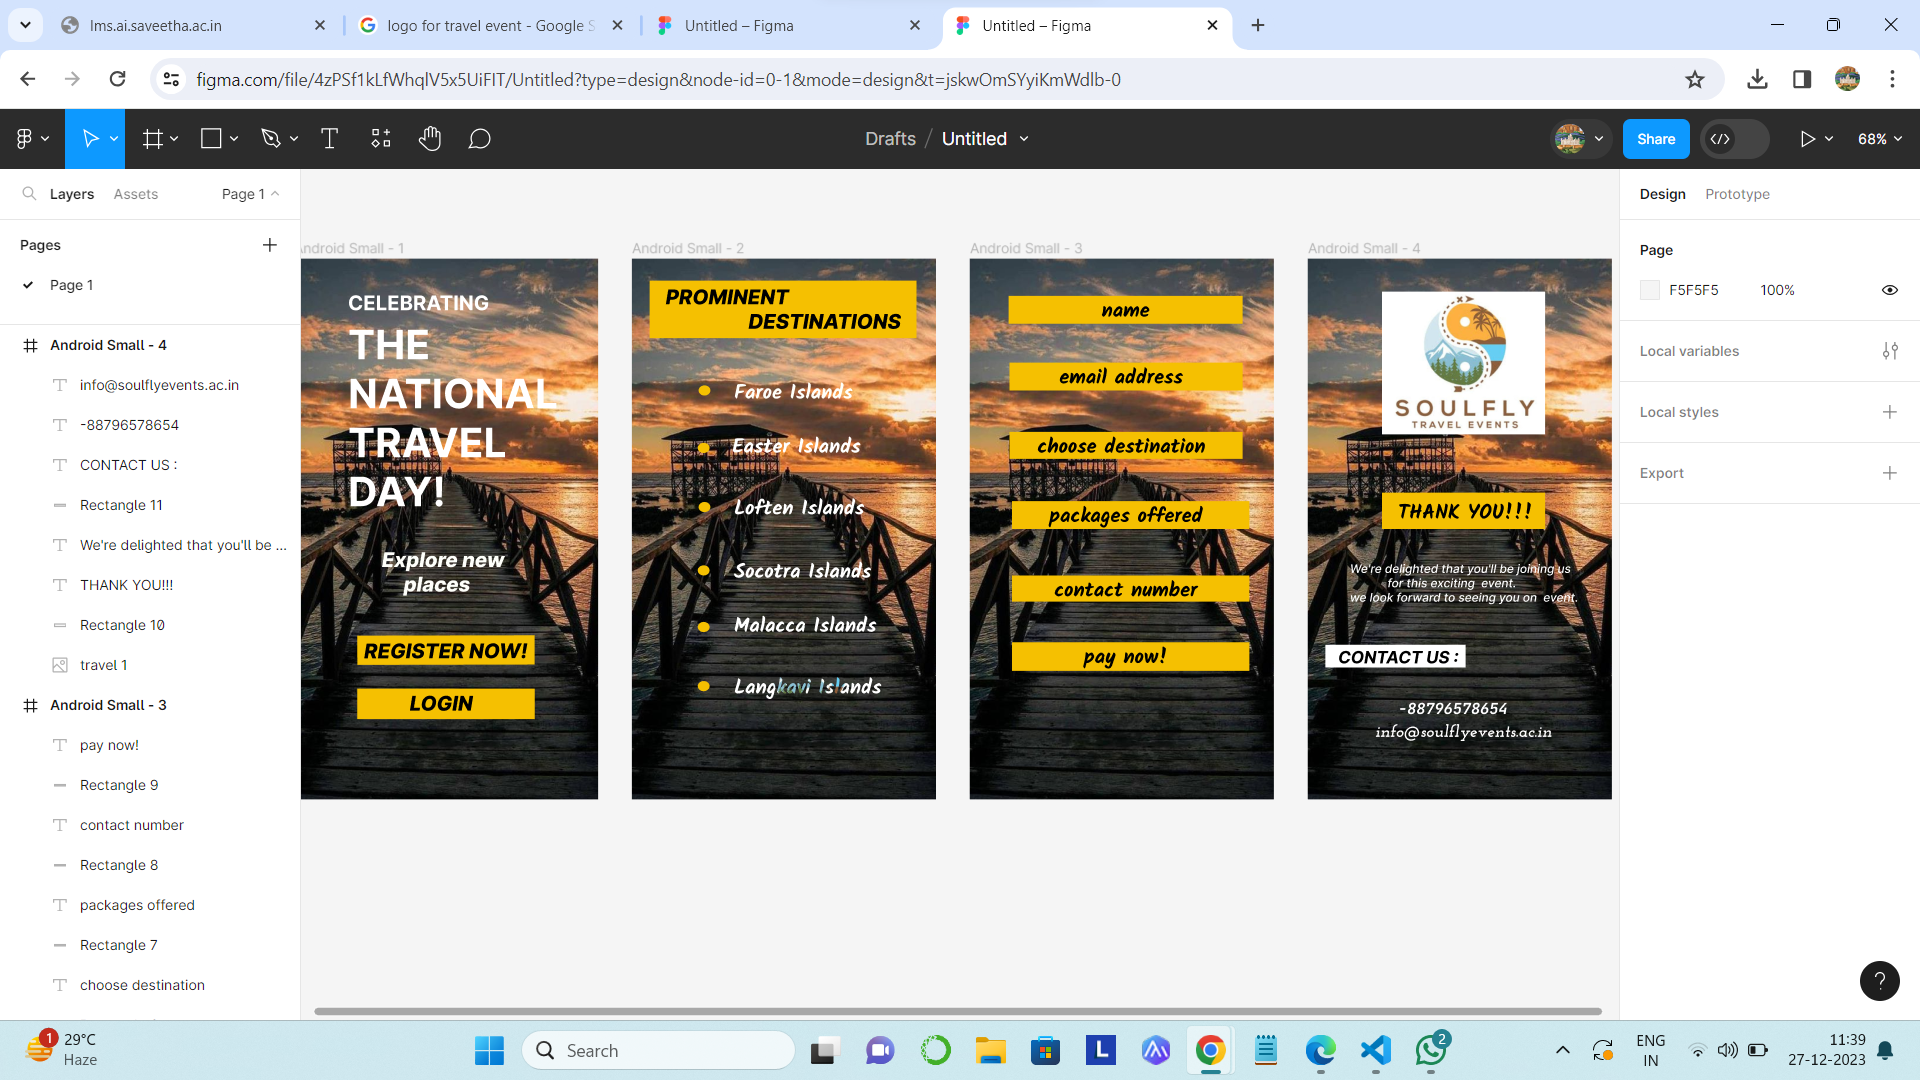 lms.ai.saveetha.ac.in
logo for travel event - Google S
Untitled – Figma
Untitled – Figma
figma.com/file/4zPSf1kLfWhqlV5x5UiFIT/Untitled?type=design&node-id=0-1&mode=design&t=jskwOmSYyiKmWdlb-0
Drafts / Untitled
Share
68%
Layers
Assets
Page 1
Design
Prototype
Pages
Page 1
Android Small - 4
info@soulflyevents.ac.in
-88796578654
CONTACT US :
Rectangle 11
We're delighted that you'll be ...
THANK YOU!!!
Rectangle 10
travel 1
Android Small - 3
pay now!
Rectangle 9
contact number
Rectangle 8
packages offered
Rectangle 7
choose destination
Android Small - 1
CELEBRATING
THE
NATIONAL
TRAVEL
DAY!
Explore new
places
REGISTER NOW!
LOGIN
Android Small - 2
PROMINENT
DESTINATIONS
Faroe Islands
Easter Islands
Loften Islands
Socotra Islands
Malacca Islands
Langkavi Islands
Android Small - 3
name
email address
choose destination
packages offered
contact number
pay now!
Android Small - 4
SOULFLY
TRAVEL EVENTS
THANK YOU!!!
We're delighted that you'll be joining us
for this exciting event.
we look forward to seeing you on event.
CONTACT US :
-88796578654
info@soulflyevents.ac.in
Page
F5F5F5
100%
Local variables
Local styles
Export
?
1
29°C
Haze
Search
L
2
ENG
IN
11:39
27-12-2023